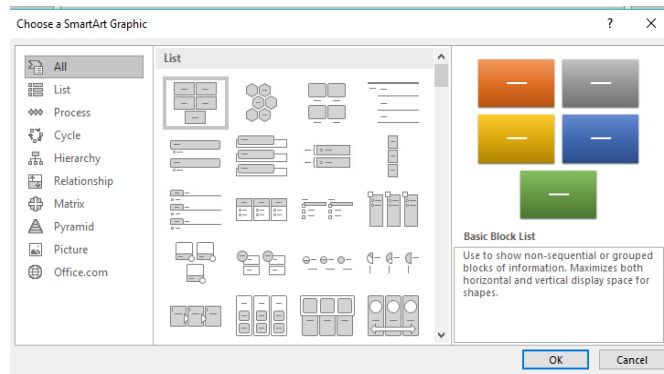 Choose a SmartArt Graphic
?
All
List
Process
Cycle
Hierarchy
Relationship
Matrix
Pyramid
Picture
Office.com
List
Basic Block List
Use to show non-sequential or grouped
blocks of information. Maximizes both
horizontal and vertical display space for
shapes.
OK
Cancel